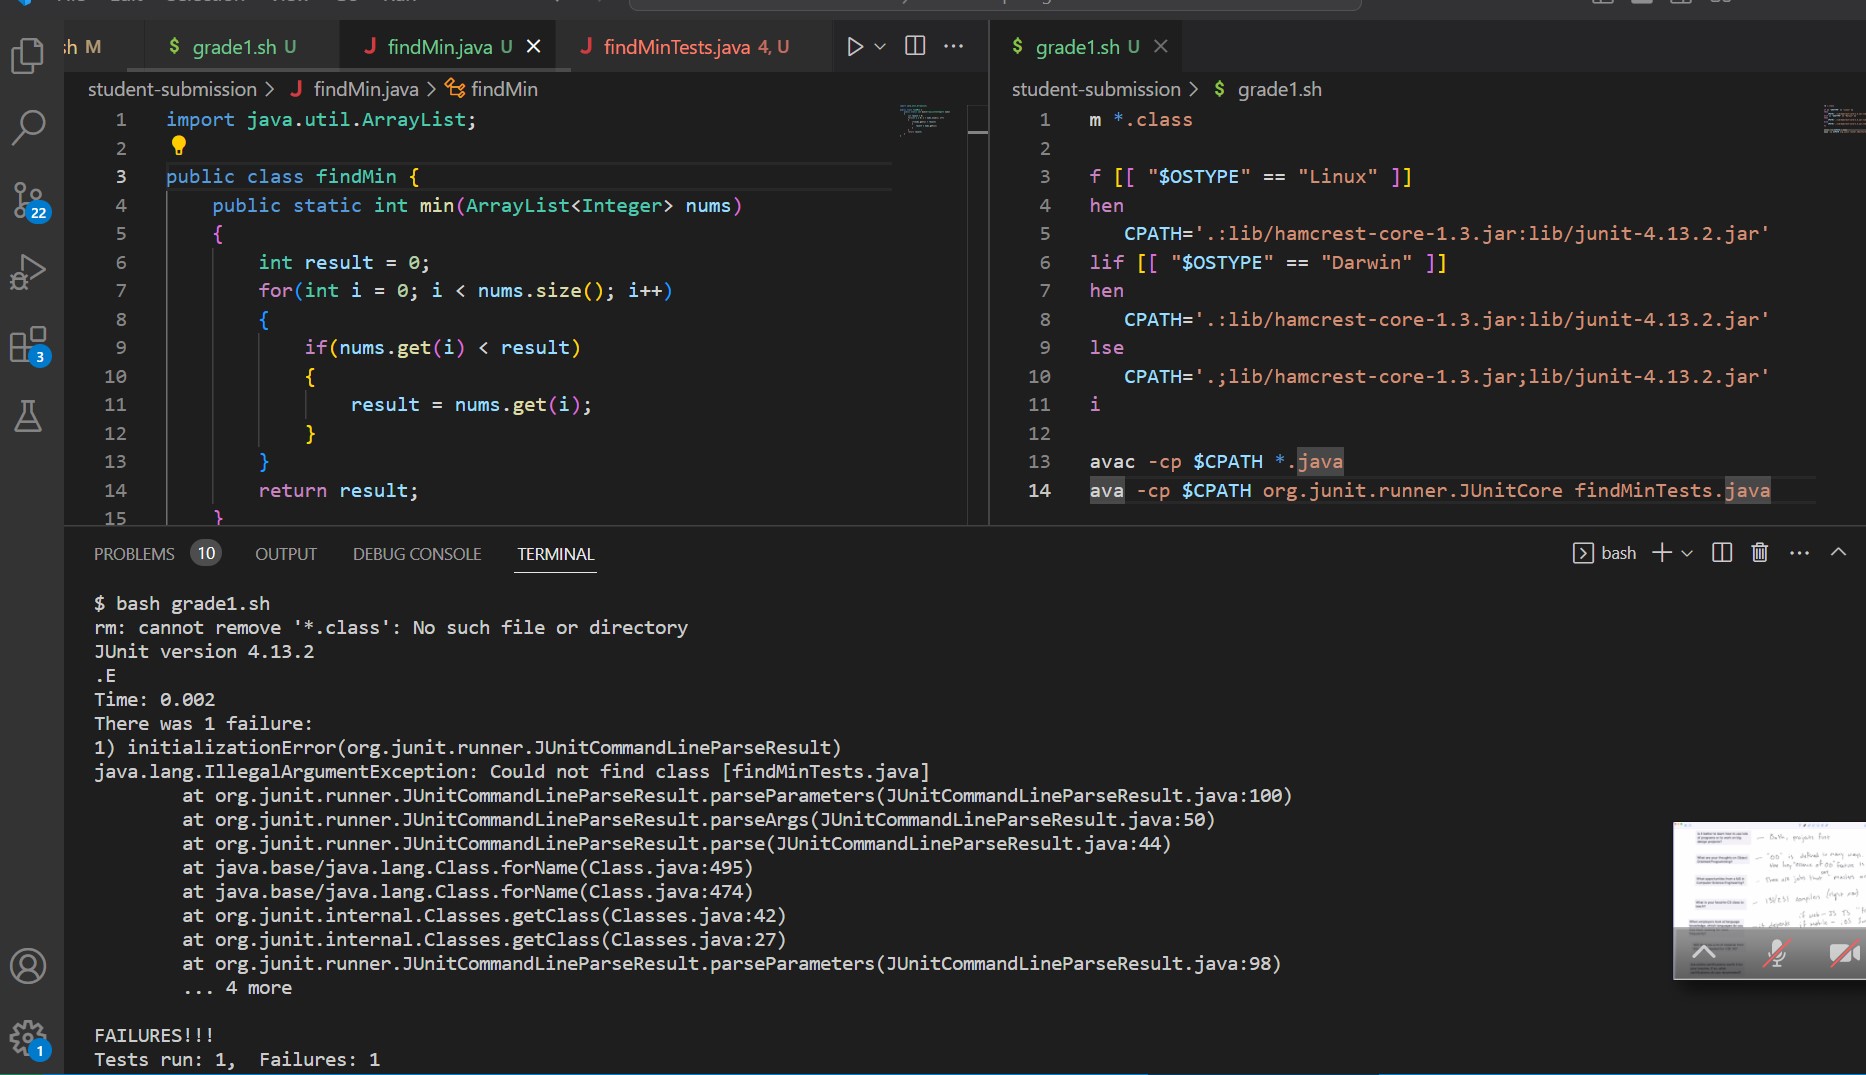 sh M
$ grade1.sh U
J findMin.java U
J findMinTests.java 4, U
student-submission > J findMin.java > findMin
1 import java.util.ArrayList;
2
3 public class findMin {
4 public static int min(ArrayList<Integer> nums)
5 {
6 int result = 0;
7 for(int i = 0; i < nums.size(); i++)
8 {
9 if(nums.get(i) < result)
10 {
11 result = nums.get(i);
12 }
13 }
14 return result;
15 }
$ grade1.sh U
student-submission > $ grade1.sh
1 m *.class
2
3 f [[ "$OSTYPE" == "Linux" ]]
4 hen
5 CPATH='.:lib/hamcrest-core-1.3.jar:lib/junit-4.13.2.jar'
6 lif [[ "$OSTYPE" == "Darwin" ]]
7 hen
8 CPATH='.:lib/hamcrest-core-1.3.jar:lib/junit-4.13.2.jar'
9 lse
10 CPATH='.;lib/hamcrest-core-1.3.jar;lib/junit-4.13.2.jar'
11 i
12
13 avac -cp $CPATH *.java
14 ava -cp $CPATH org.junit.runner.JUnitCore findMinTests.java
22
3
1
PROBLEMS 10 OUTPUT DEBUG CONSOLE TERMINAL
bash
$ bash grade1.sh
rm: cannot remove '*.class': No such file or directory
JUnit version 4.13.2
.E
Time: 0.002
There was 1 failure:
1) initializationError(org.junit.runner.JUnitCommandLineParseResult)
java.lang.IllegalArgumentException: Could not find class [findMinTests.java]
at org.junit.runner.JUnitCommandLineParseResult.parseParameters(JUnitCommandLineParseResult.java:100)
at org.junit.runner.JUnitCommandLineParseResult.parseArgs(JUnitCommandLineParseResult.java:50)
at org.junit.runner.JUnitCommandLineParseResult.parse(JUnitCommandLineParseResult.java:44)
at java.base/java.lang.Class.forName(Class.java:495)
at java.base/java.lang.Class.forName(Class.java:474)
at org.junit.internal.Classes.getClass(Classes.java:42)
at org.junit.internal.Classes.getClass(Classes.java:27)
at org.junit.runner.JUnitCommandLineParseResult.parseParameters(JUnitCommandLineParseResult.java:98)
... 4 more
FAILURES!!!
Tests run: 1, Failures: 1